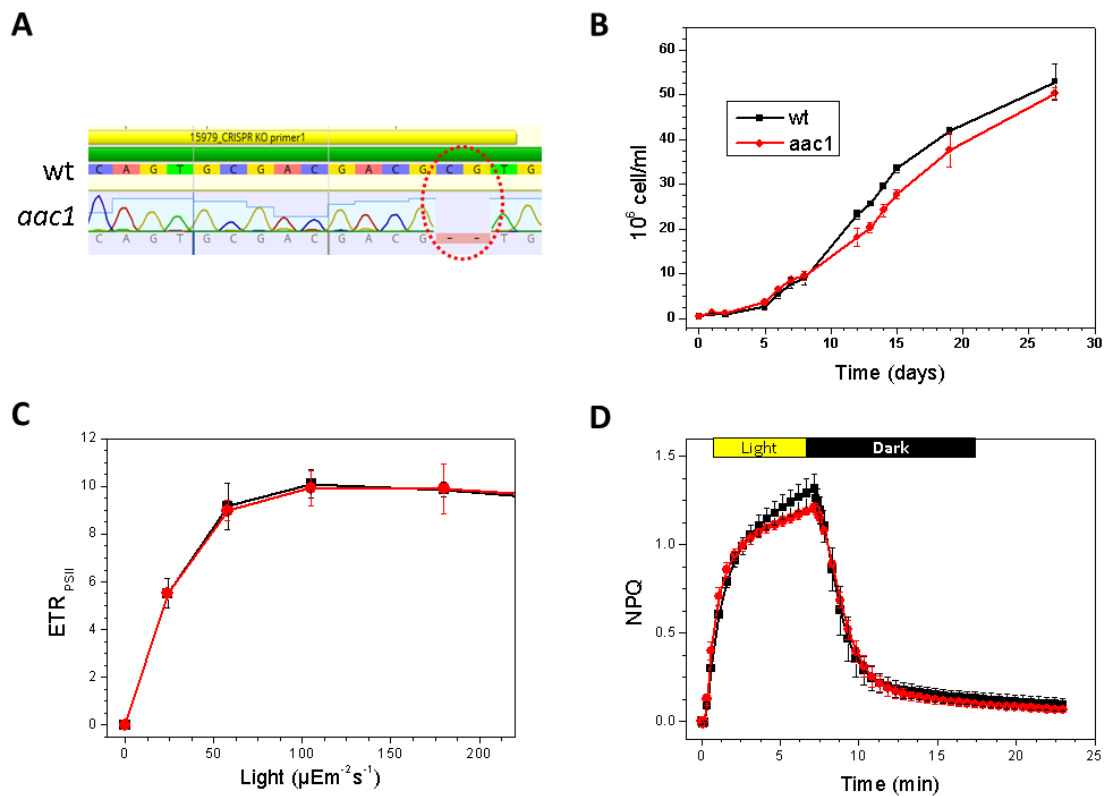 A
15979_CRISPR KO primer1
wt C A G T G C G A C G A C G C G T G
aac1
C A G T G C G A C G A C G - - T G
B
60
50
40
30
20
10
0
10⁶ cell/ml
wt
aac1
0 5 10 15 20 25 30
Time (days)
C
12
10
8
6
4
2
0
ETR PSII
0 50 100 150 200
Light (µEm⁻²s⁻¹)
D
Light Dark
1.5
1.0
0.5
0.0
NPQ
0 5 10 15 20 25
Time (min)